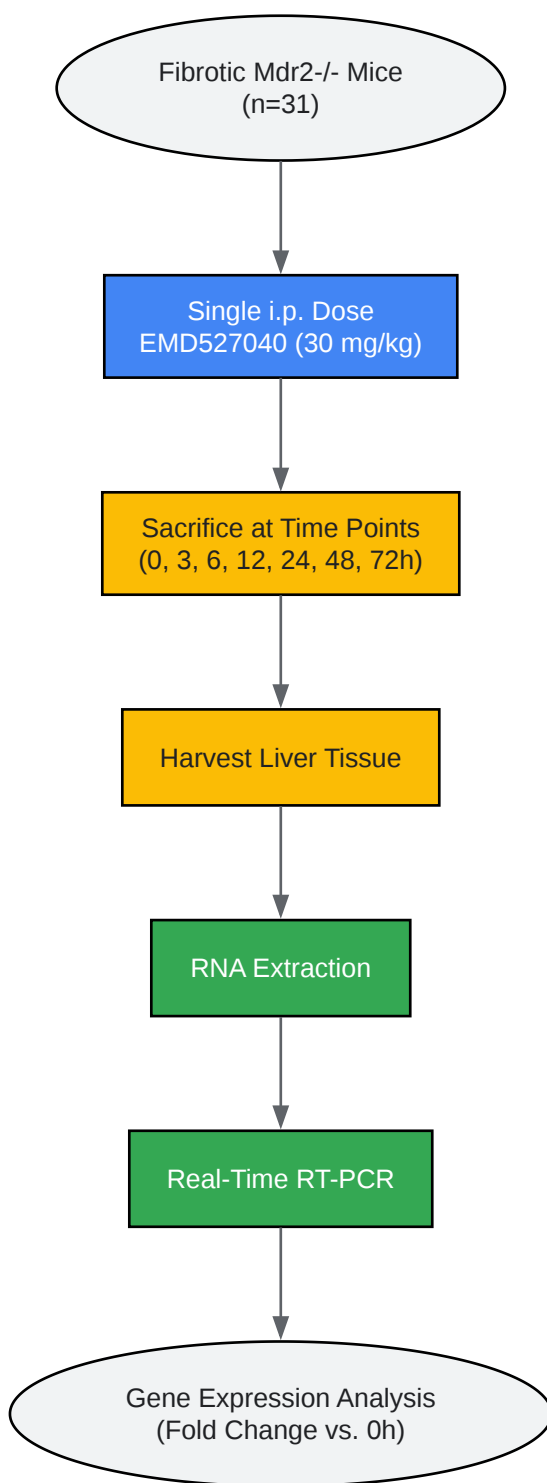 Fibrotic Mdr2-/- Mice
(n=31)
Single i.p. Dose
EMD527040 (30 mg/kg)
Sacrifice at Time Points
(0, 3, 6, 12, 24, 48, 72h)
Harvest Liver Tissue
RNA Extraction
Real-Time RT-PCR
Gene Expression Analysis
(Fold Change vs. 0h)